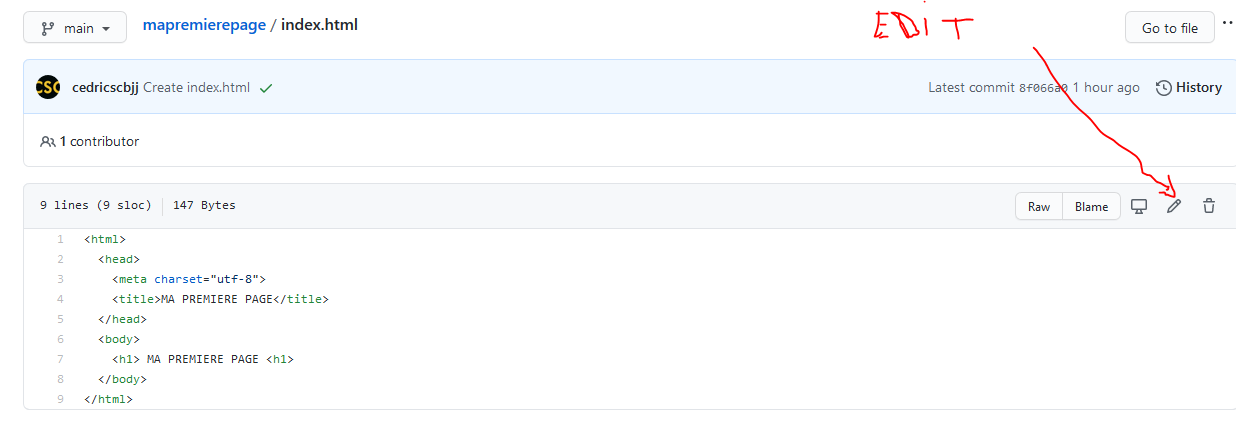 main
mapremierepage / index.html
EDIT
Go to file
CSC
cedricscbjj Create index.html
Latest commit 8f066a0 1 hour ago
History
1 contributor
9 lines (9 sloc)
147 Bytes
Raw
Blame
1 <html>
2 <head>
3 <meta charset="utf-8">
4 <title>MA PREMIERE PAGE</title>
5 </head>
6 <body>
7 <h1> MA PREMIERE PAGE <h1>
8 </body>
9 </html>